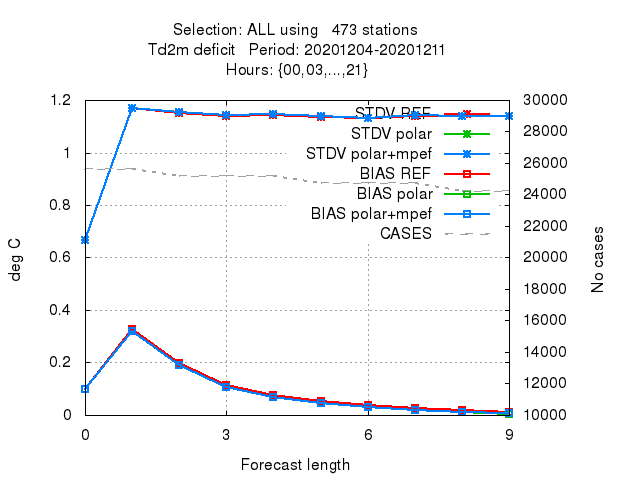 Selection: ALL using   473 stations
Td2m deficit   Period: 20201204-20201211
Hours: {00,03,...,21}
deg C
1.2
1
0.8
0.6
0.4
0.2
0
STDV REF
STDV polar
STDV polar+mpef
BIAS REF
BIAS polar
BIAS polar+mpef
CASES
30000
28000
26000
24000
22000
20000
18000
16000
14000
12000
10000
No cases
0 3 6 9
Forecast length